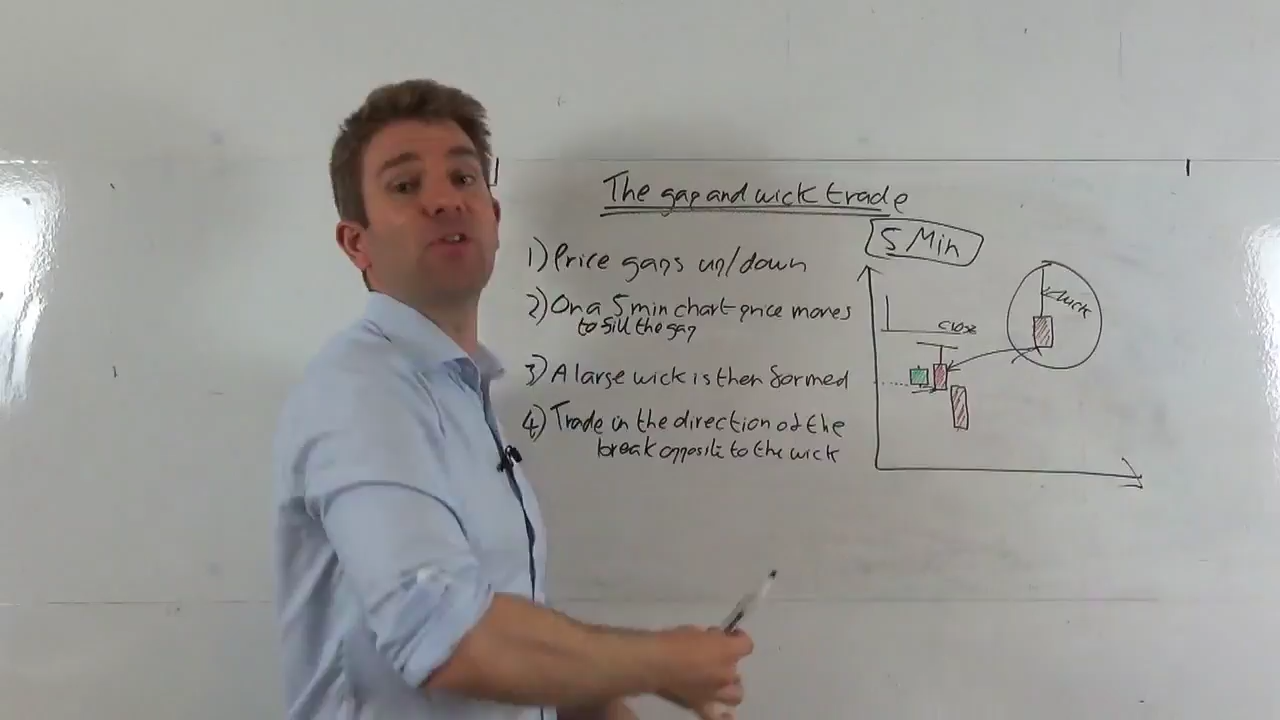 The gap and wick trade
1) Price gaps up/down
2) On a 5 min chart price moves
to fill the gap
3) A large wick is then formed
4) Trade in the direction of the
break opposite to the wick
5 Min
close
wick